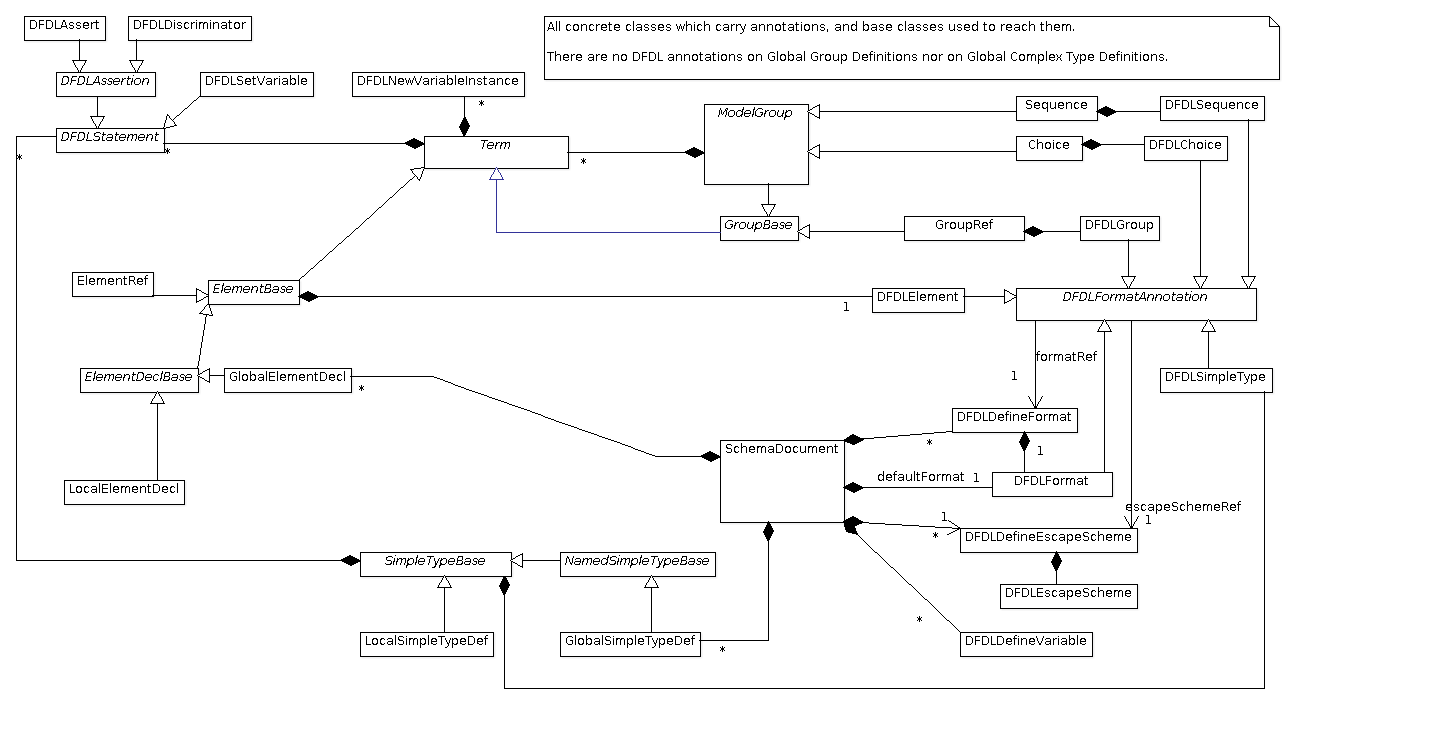 DFDLAssert
DFDLDiscriminator
All concrete classes which carry annotations, and base classes used to reach them.
There are no DFDL annotations on Global Group Definitions nor on Global Complex Type Definitions.
DFDLAssertion
DFDLSetVariable
DFDLNewVariableInstance
*
ModelGroup
Sequence
DFDLSequence
DFDLStatement
*
*
Term
*
Choice
DFDLChoice
GroupBase
GroupRef
DFDLGroup
ElementRef
ElementBase
1
DFDLElement
DFDLFormatAnnotation
formatRef
1
ElementDeclBase
GlobalElementDecl
*
DFDLSimpleType
DFDLDefineFormat
*
1
SchemaDocument
defaultFormat 1
DFDLFormat
LocalElementDecl
escapeSchemeRef
1
1
*
DFDLDefineEscapeScheme
SimpleTypeBase
NamedSimpleTypeBase
DFDLEscapeScheme
*
LocalSimpleTypeDef
GlobalSimpleTypeDef
*
DFDLDefineVariable